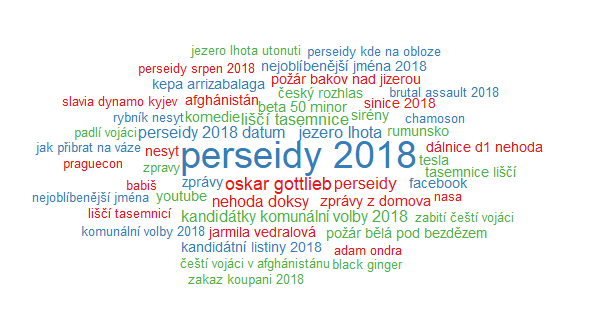 jezero lhota utonuti perseidy kde na obloze
perseidy srpen 2018 nejoblíbenější jména 2018
kepa arrizabalaga požár bakov nad jizerou
český rozhlas brutal assault 2018
slavia dynamo kyjev afghánistán beta 50 minor sinice 2018
rybník nesyt komedie liščí tasemnice sirény chamoson
padlí vojáci perseidy 2018 datum jezero lhota rumunsko
jak přibrat na váze nesyt perseidy 2018 dálnice d1 nehoda
praguecon zpravy tesla
tasemnice liščí
babiš zprávy oskar gottlieb perseidy facebook
nejoblíbenější jména youtube nehoda doksy zprávy z domova nasa
liščí tasemnicí kandidátky komunální volby 2018 zabití čeští vojáci
komunální volby 2018 jarmila vedralová požár bělá pod bezdězem
kandidátní listiny 2018 adam ondra
čeští vojáci v afghánistánu black ginger
zakaz koupani 2018